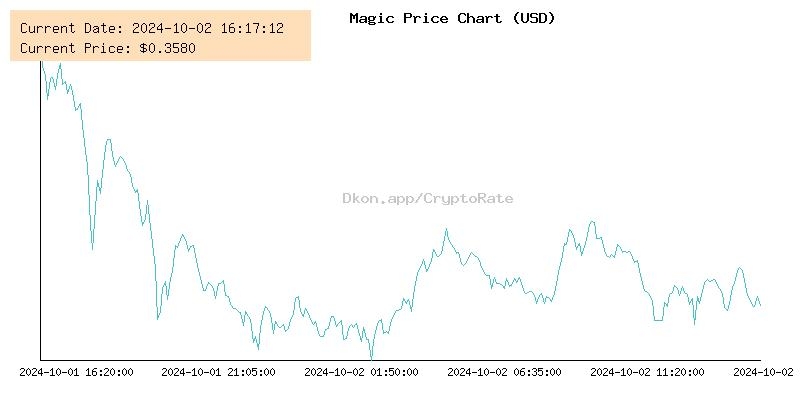 Magic Price Chart (USD)
Current Date: 2024-10-02 16:17:12
Current Price: $0.3580
Dkon.app/CryptoRate
2024-10-01 16:20:00 2024-10-01 21:05:00 2024-10-02 01:50:00 2024-10-02 06:35:00 2024-10-02 11:20:00 2024-10-02